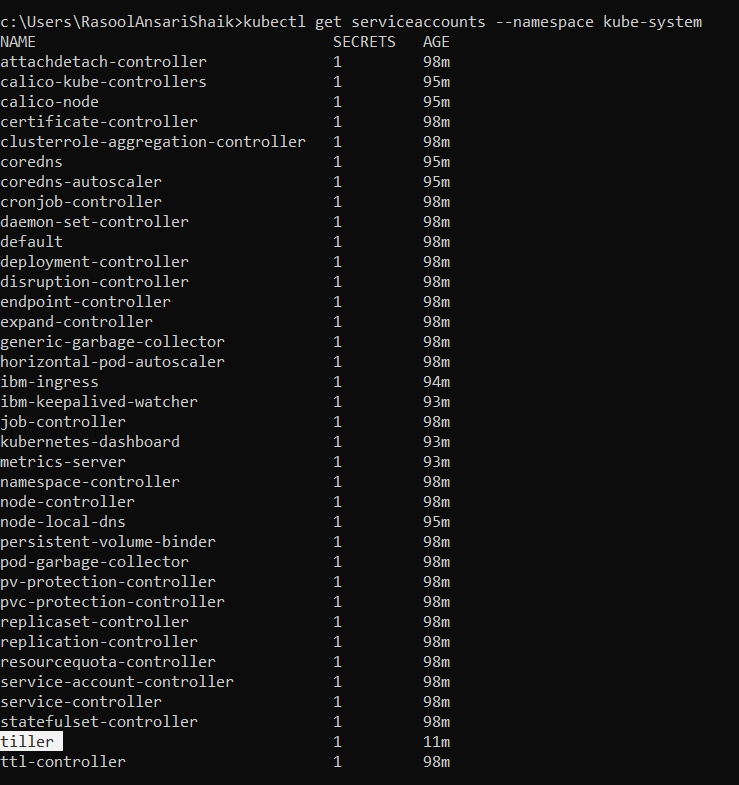 c:\Users\RasoolAnsariShaik>kubectl get serviceaccounts --namespace kube-system
NAME SECRETS AGE
attachdetach-controller 1 98m
calico-kube-controllers 1 95m
calico-node 1 95m
certificate-controller 1 98m
clusterrole-aggregation-controller 1 98m
coredns 1 95m
coredns-autoscaler 1 95m
cronjob-controller 1 98m
daemon-set-controller 1 98m
default 1 98m
deployment-controller 1 98m
disruption-controller 1 98m
endpoint-controller 1 98m
expand-controller 1 98m
generic-garbage-collector 1 98m
horizontal-pod-autoscaler 1 98m
ibm-ingress 1 94m
ibm-keepalived-watcher 1 93m
job-controller 1 98m
kubernetes-dashboard 1 93m
metrics-server 1 93m
namespace-controller 1 98m
node-controller 1 98m
node-local-dns 1 95m
persistent-volume-binder 1 98m
pod-garbage-collector 1 98m
pv-protection-controller 1 98m
pvc-protection-controller 1 98m
replicaset-controller 1 98m
replication-controller 1 98m
resourcequota-controller 1 98m
service-account-controller 1 98m
service-controller 1 98m
statefulset-controller 1 98m
tiller 1 11m
ttl-controller 1 98m